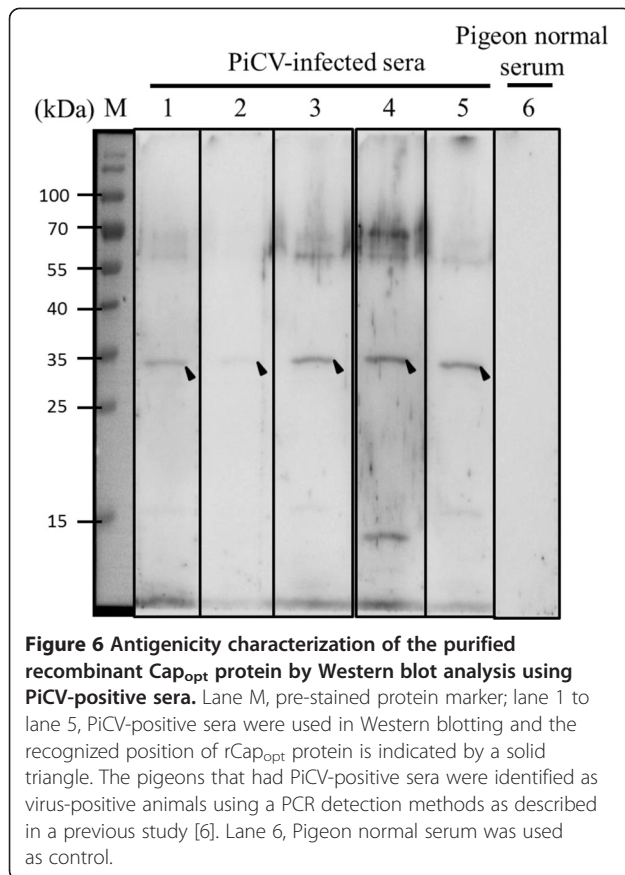 Pigeon normal
PiCV-infected sera serum
(kDa) M 1 2 3 4 5 6
100
70
55
40
35
25
15
Figure 6 Antigenicity characterization of the purified
recombinant Capopt protein by Western blot analysis using
PiCV-positive sera. Lane M, pre-stained protein marker; lane 1 to
lane 5, PiCV-positive sera were used in Western blotting and the
recognized position of rCapopt protein is indicated by a solid
triangle. The pigeons that had PiCV-positive sera were identified as
virus-positive animals using a PCR detection methods as described
in a previous study [6]. Lane 6, Pigeon normal serum was used
as control.